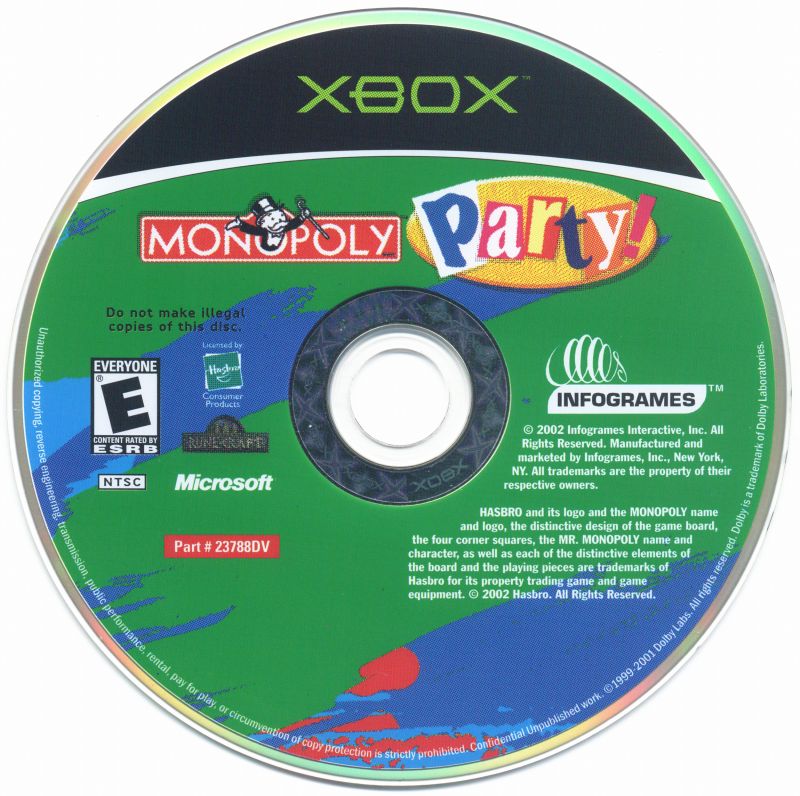 XBOX™
MONOPOLY Party!
Do not make illegal
copies of this disc.
Licensed by
Hasbro
Consumer
Products
EVERYONE
E
®
CONTENT RATED BY
ESRB
RUNECRAFT
NTSC
Microsoft
Part # 23788DV
XBOX
INFOGRAMES™
© 2002 Infogrames Interactive, Inc. All
Rights Reserved. Manufactured and
marketed by Infogrames, Inc., New York,
NY. All trademarks are the property of their
respective owners.
HASBRO and its logo and the MONOPOLY name
and logo, the distinctive design of the game board,
the four corner squares, the MR. MONOPOLY name and
character, as well as each of the distinctive elements of
the board and the playing pieces are trademarks of
Hasbro for its property trading game and game
equipment. © 2002 Hasbro. All Rights Reserved.
Unauthorized copying, reverse engineering, transmission, public performance, rental, pay for play, or circumvention of copy protection is strictly prohibited. Confidential Unpublished work. ©1999-2001 Dolby Labs. All rights reserved. Dolby is a trademark of Dolby Laboratories.